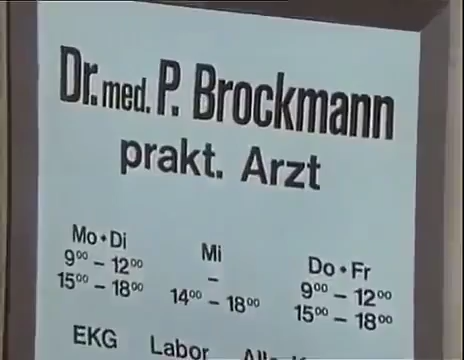 Dr. med. P. Brockmann
prakt. Arzt
Mo • Di
9⁰⁰ – 12⁰⁰
15⁰⁰ – 18⁰⁰
Mi
–
14⁰⁰ – 18⁰⁰
Do • Fr
9⁰⁰ – 12⁰⁰
15⁰⁰ – 18⁰⁰
EKG Labor